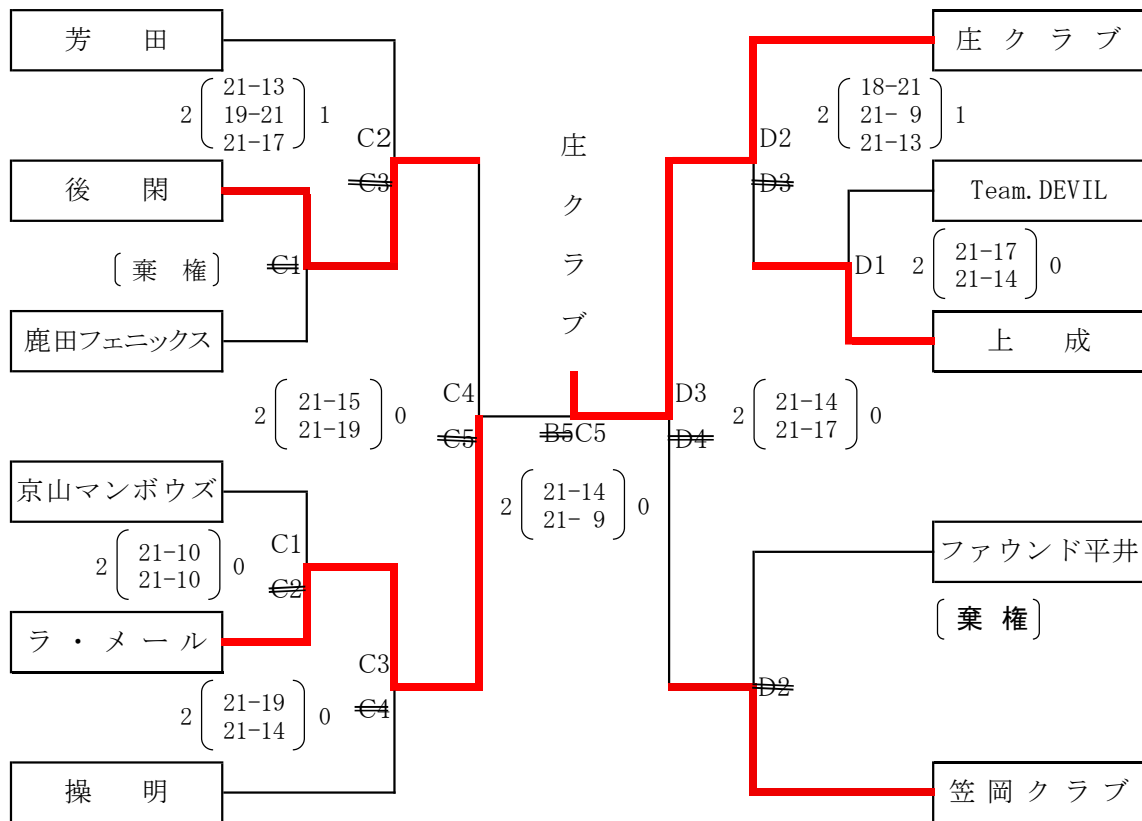 芳 田
2 21-13 1
19-21
21-17
C2
C3
後 閑
〔 棄 権 〕
C1
鹿田フェニックス
C4
2 21-15 0
21-19
C5
京山マンボウズ
C1
2 21-10 0
21-10
C2
ラ・メール
C3
2 21-19 0
21-14
C4
操 明
庄クラブ
B5C5
2 21-14 0
21- 9
庄クラブ
2 18-21 1
21- 9
21-13
D2
D3
Team.DEVIL
D1
2 21-17 0
21-14
上 成
D3
2 21-14 0
21-17
D4
ファウンド平井
〔 棄 権 〕
D2
笠岡クラブ